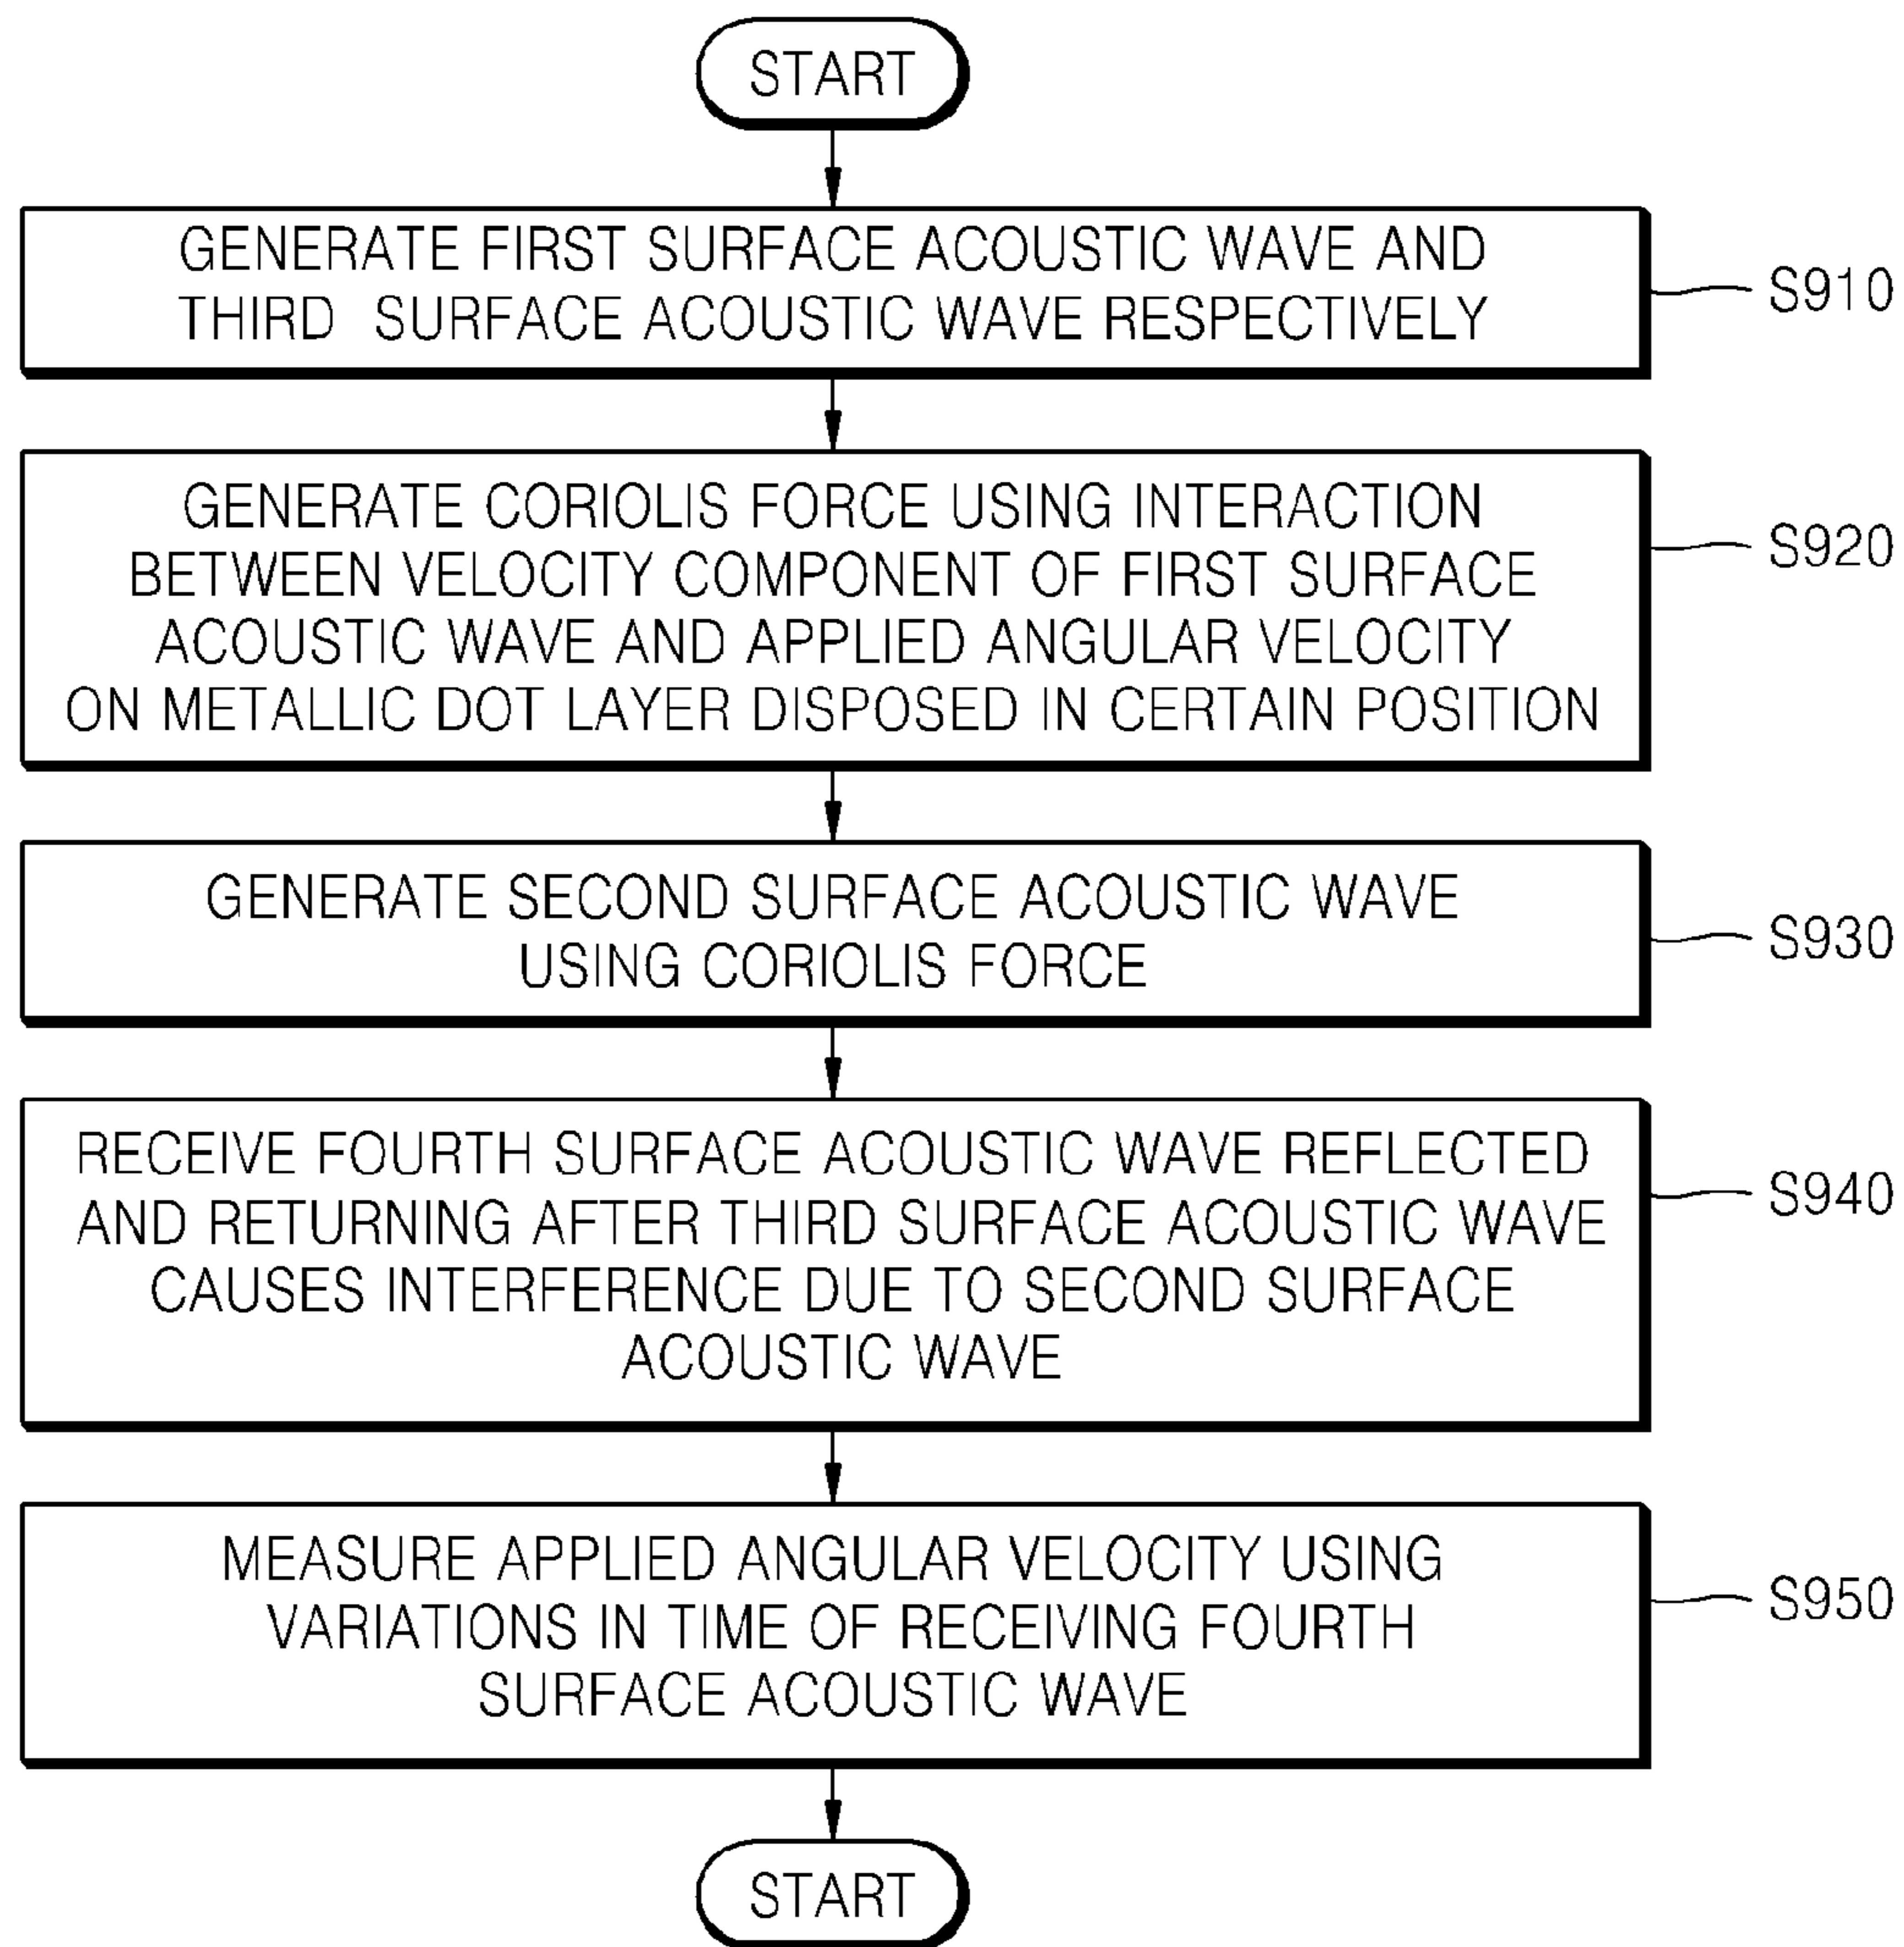 START
GENERATE FIRST SURFACE ACOUSTIC WAVE AND
THIRD SURFACE ACOUSTIC WAVE RESPECTIVELY
S910
GENERATE CORIOLIS FORCE USING INTERACTION
BETWEEN VELOCITY COMPONENT OF FIRST SURFACE
ACOUSTIC WAVE AND APPLIED ANGULAR VELOCITY
ON METALLIC DOT LAYER DISPOSED IN CERTAIN POSITION
S920
GENERATE SECOND SURFACE ACOUSTIC WAVE
USING CORIOLIS FORCE
S930
RECEIVE FOURTH SURFACE ACOUSTIC WAVE REFLECTED
AND RETURNING AFTER THIRD SURFACE ACOUSTIC WAVE
CAUSES INTERFERENCE DUE TO SECOND SURFACE
ACOUSTIC WAVE
S940
MEASURE APPLIED ANGULAR VELOCITY USING
VARIATIONS IN TIME OF RECEIVING FOURTH
SURFACE ACOUSTIC WAVE
S950
START